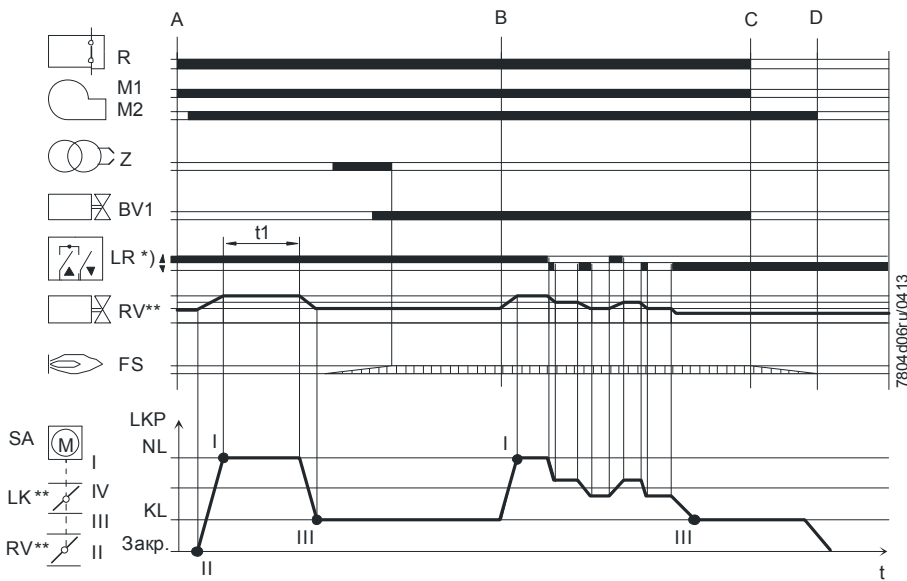 A B C D
R
M1
M2
Z
BV1
t1
LR *)
RV**
FS
7804d06ru/0413
LKP
SA M NL I I
I
LK ** IV
III KL III III
Закр.
RV** II II
t